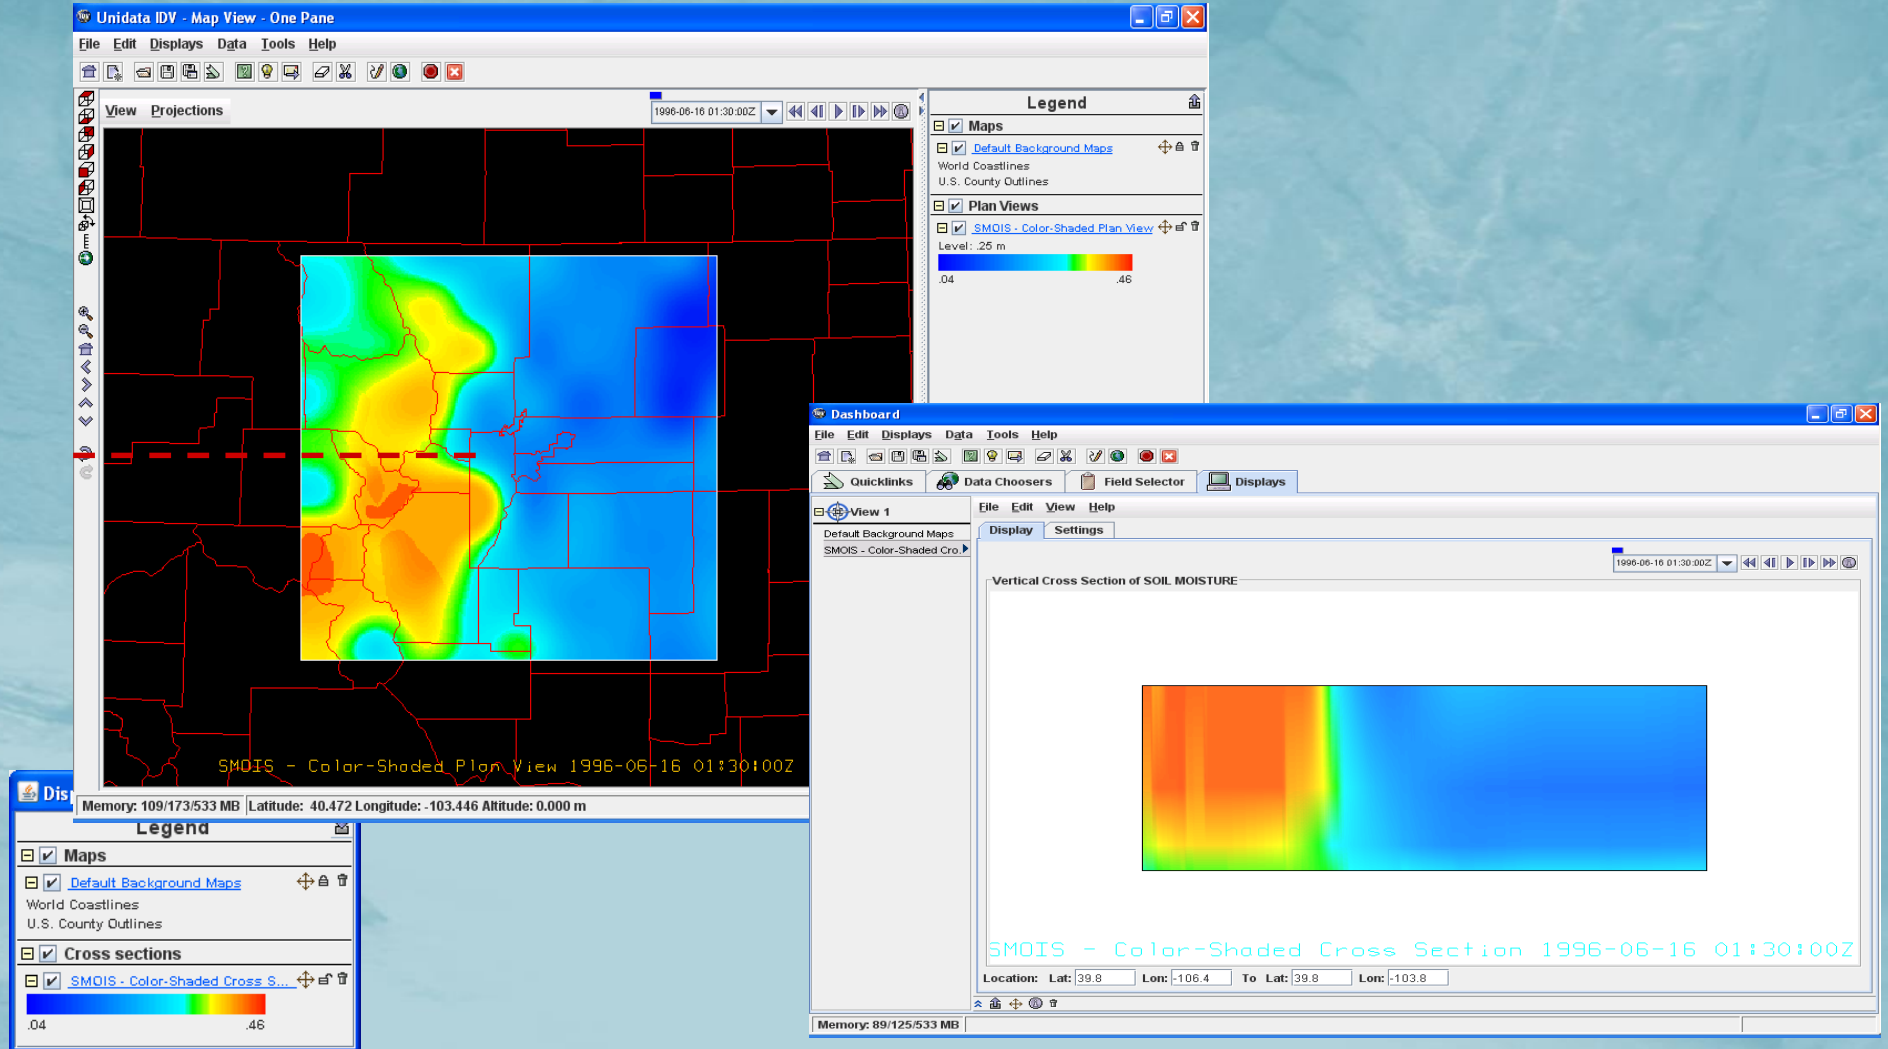 Unidata IDV - Map View - One Pane
File Edit Displays Data Tools Help
View Projections
1996-06-16 01:30:00Z
Legend
Maps
Default Background Maps
World Coastlines
U.S. County Outlines
Plan Views
SMOIS - Color-Shaded Plan View
Level: .25 m
.04 .46
SMOIS - Color-Shaded Plan View 1996-06-16 01:30:00Z
Memory: 109/173/533 MB Latitude: 40.472 Longitude: -103.446 Altitude: 0.000 m
Dashboard
File Edit Displays Data Tools Help
Quicklinks Data Choosers Field Selector Displays
View 1
Default Background Maps
SMOIS - Color-Shaded Cro.
File Edit View Help
Display Settings
1996-06-16 01:30:00Z
Vertical Cross Section of SOIL MOISTURE
SMOIS - Color-Shaded Cross Section 1996-06-16 01:30:00Z
Location: Lat: 39.8 Lon: -106.4 To Lat: 39.8 Lon: -103.8
Memory: 89/125/533 MB
Dis
Legend
Maps
Default Background Maps
World Coastlines
U.S. County Outlines
Cross sections
SMOIS - Color-Shaded Cross S...
.04 .46